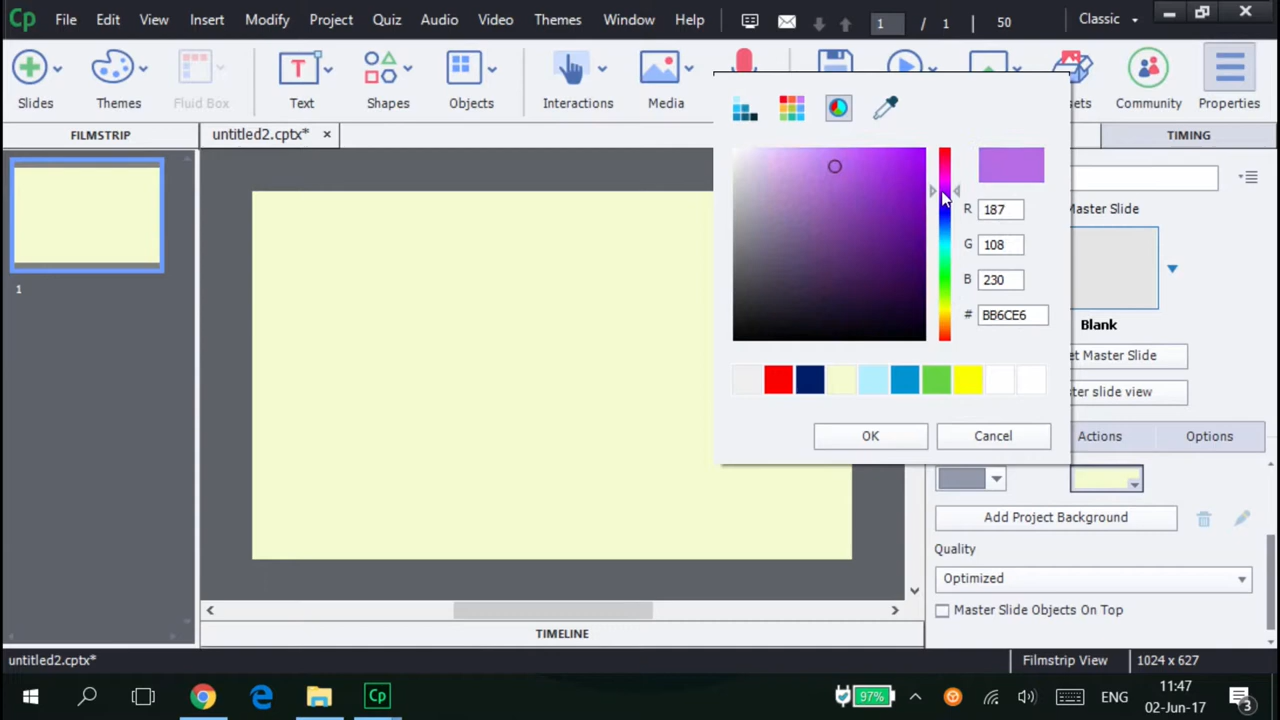 Cp File Edit View Insert Modify Project Quiz Audio Video Themes Window Help 1 / 1 50 Classic
Slides Themes Fluid Box Text Shapes Objects Interactions Media Community Properties
FILMSTRIP untitled2.cptx* × TIMING
Master Slide
R 187
G 108
B 230
# BB6CE6
1
Blank
Master Slide
slide view
OK Cancel
Actions Options
Add Project Background
Quality
Optimized
Master Slide Objects On Top
TIMELINE
untitled2.cptx* Filmstrip View 1024 x 627
Cp 97% ENG 11:47
02-Jun-17 3